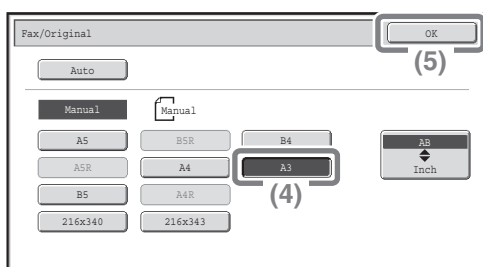 Fax/Original
OK
(5)
Auto
Manual
Manual
A5
B5R
B4
AB
Inch
A5R
A4
A3
(4)
B5
A4R
216x340
216x343